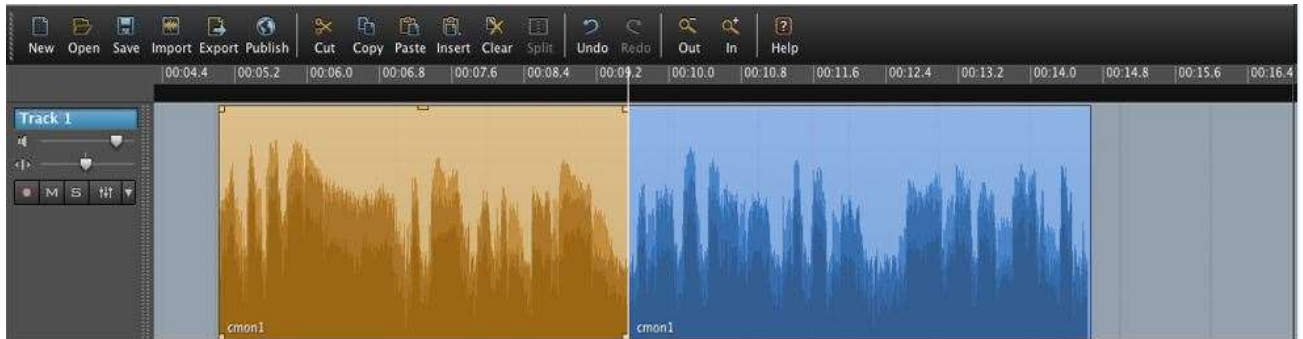 New Open Save Import Export Publish Cut Copy Paste Insert Clear Split Undo Redo Out In Help
00:04.4 00:05.2 00:06.0 00:06.8 00:07.6 00:08.4 00:09.2 00:10.0 00:10.8 00:11.6 00:12.4 00:13.2 00:14.0 00:14.8 00:15.6 00:16.4
Track 1
M S
cmon1 cmon1